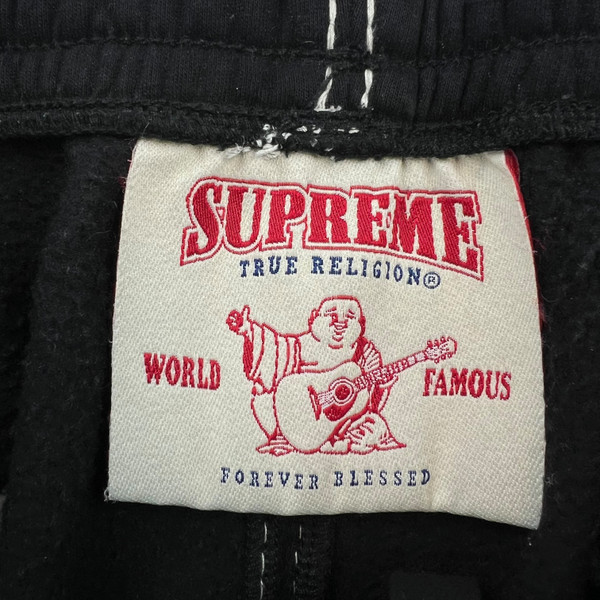 SUPREME
TRUE RELIGION®
WORLD FAMOUS
FOREVER BLESSED